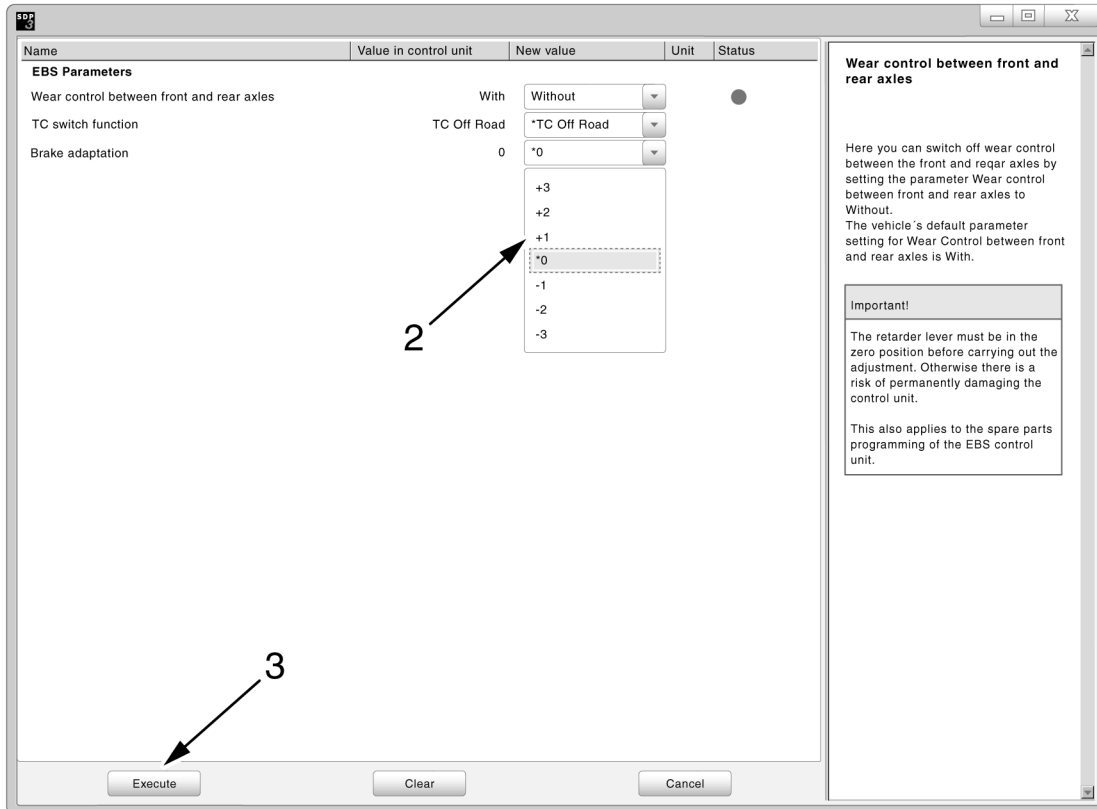 SDP
3
Name Value in control unit New value Unit Status
EBS Parameters
Wear control between front and rear axles With Without
TC switch function TC Off Road *TC Off Road
Brake adaptation 0 *0
+3
+2
+1
*0
-1
-2
-3
2
3
Execute Clear Cancel
Wear control between front and
rear axles
Here you can switch off wear control
between the front and reqar axles by
setting the parameter Wear control
between front and rear axles to
Without.
The vehicle´s default parameter
setting for Wear Control between front
and rear axles is With.
Important!
The retarder lever must be in the
zero position before carrying out the
adjustment. Otherwise there is a
risk of permanently damaging the
control unit.
This also applies to the spare parts
programming of the EBS control
unit.